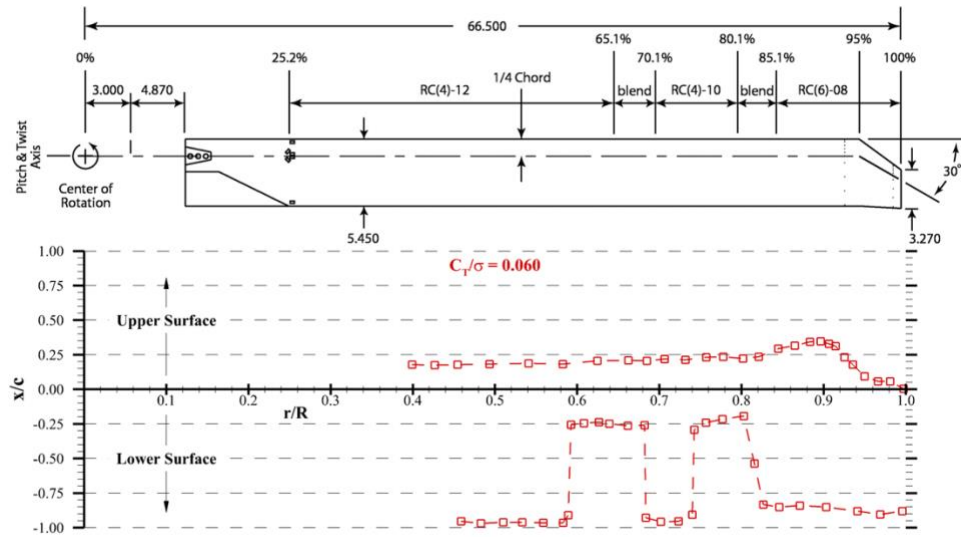 66.500
0%
25.2%
65.1%
80.1%
95%
70.1%
85.1%
100%
3.000
4.870
1/4 Chord
RC(4)-12
blend
RC(4)-10
blend
RC(6)-08
Pitch & Twist
Axis
Center of
Rotation
30°
5.450
3.270
C_T/σ = 0.060
1.00
0.75
0.50
0.25
0.00
-0.25
-0.50
-0.75
-1.00
x/c
Upper Surface
0.1
0.2
0.3
0.4
0.5
0.6
0.7
0.8
0.9
1.0
r/R
Lower Surface